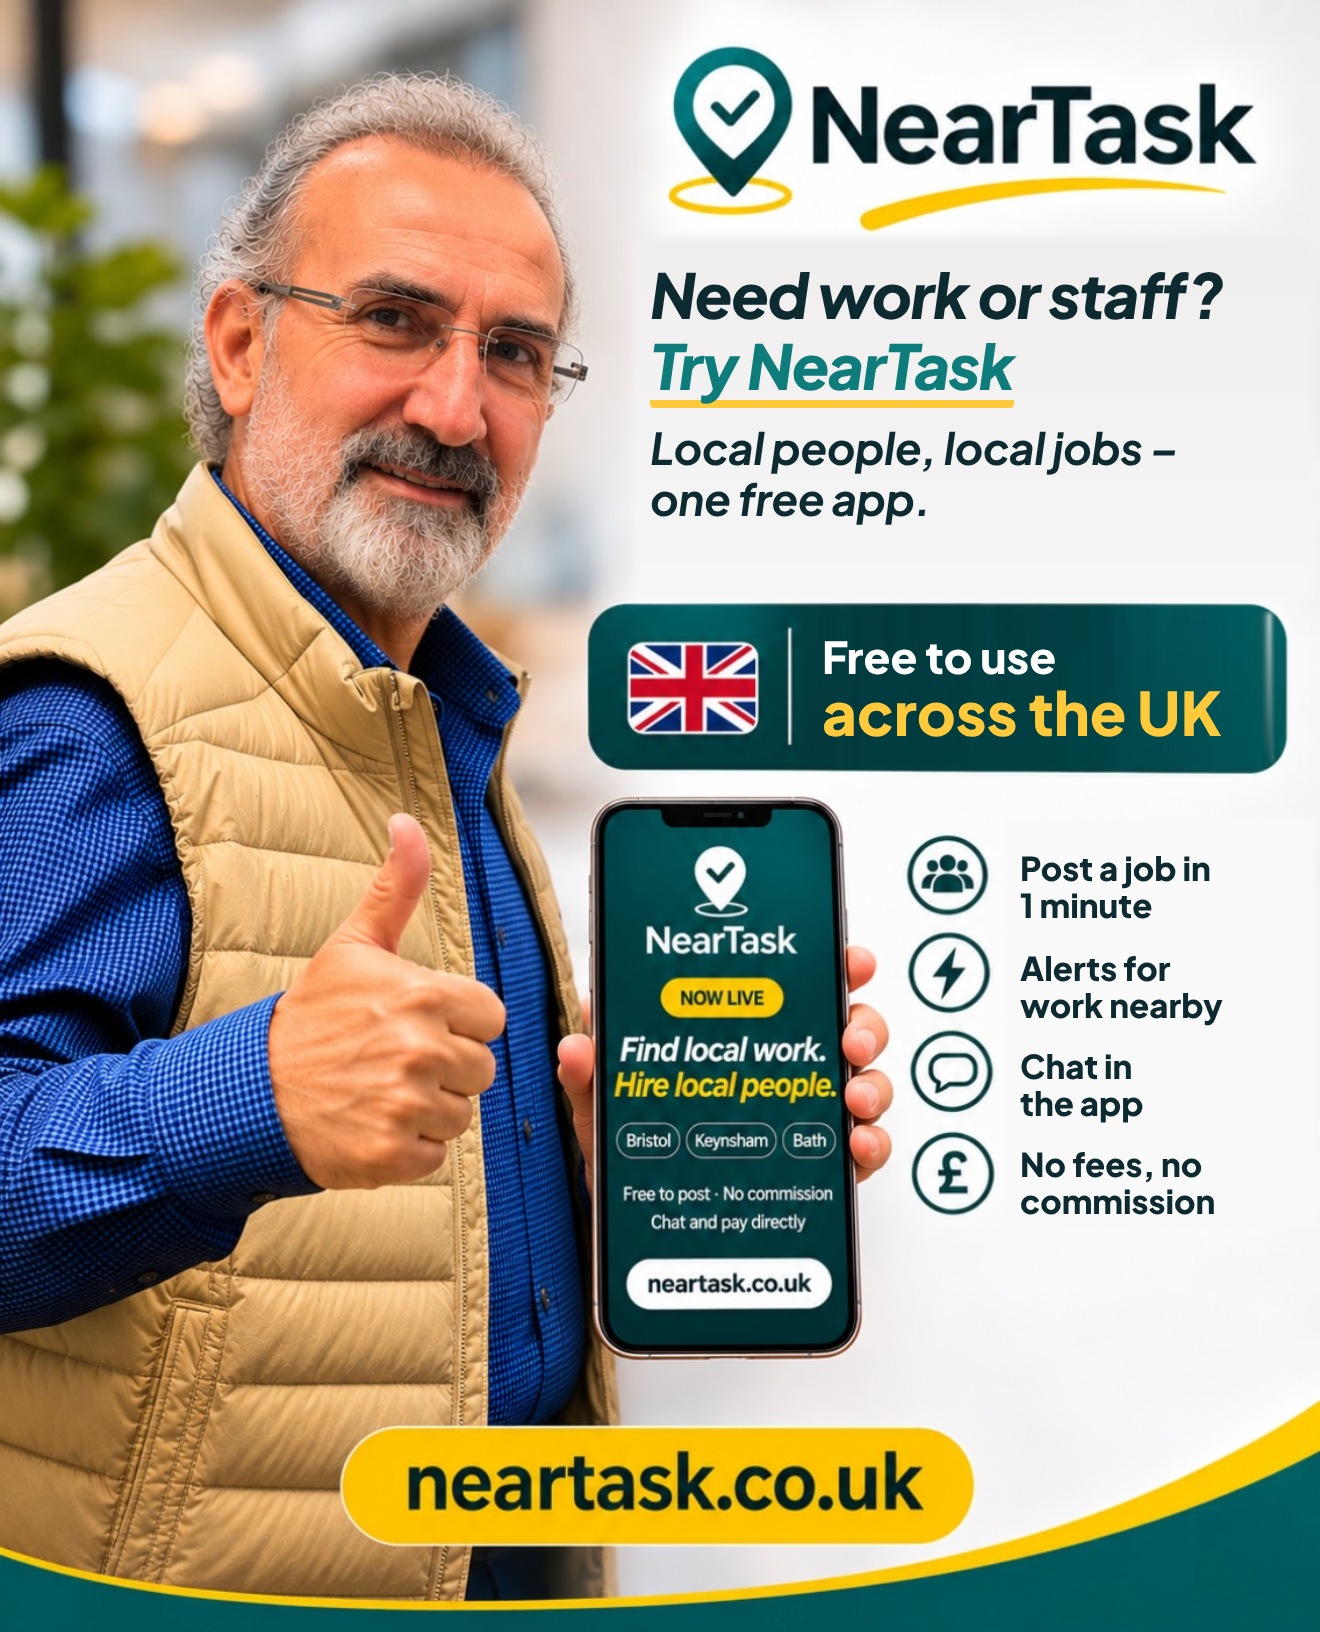 NearTask
Need work or staff?
Try NearTask
Local people, local jobs –
one free app.
Free to use
across the UK
NearTask
NOW LIVE
Find local work.
Hire local people.
Bristol Keynsham Bath
Free to post · No commission
Chat and pay directly
neartask.co.uk
Post a job in
1 minute
Alerts for
work nearby
Chat in
the app
£
No fees, no
commission
neartask.co.uk